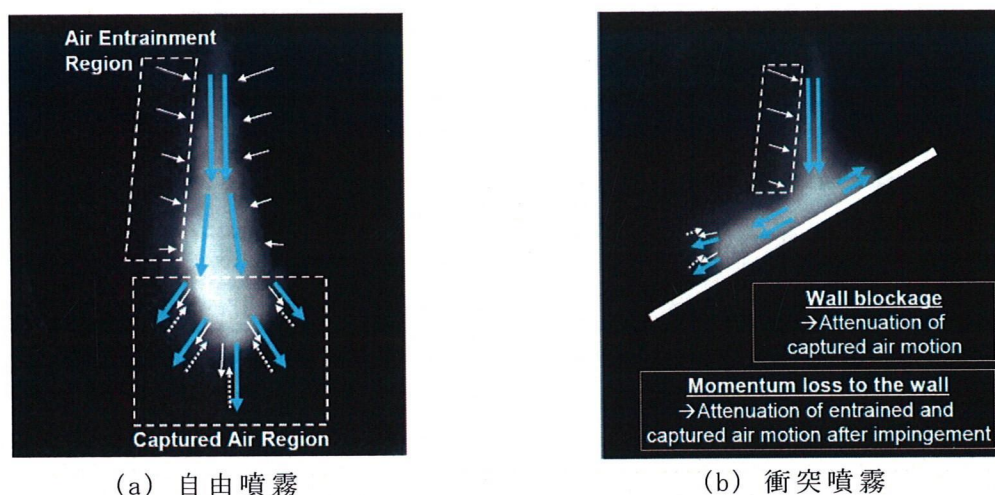 Air Entrainment
Region
Captured Air Region
(a) 自由噴霧
Wall blockage
→Attenuation of
captured air motion
Momentum loss to the wall
→Attenuation of entrained and
captured air motion after impingement
(b) 衝突噴霧